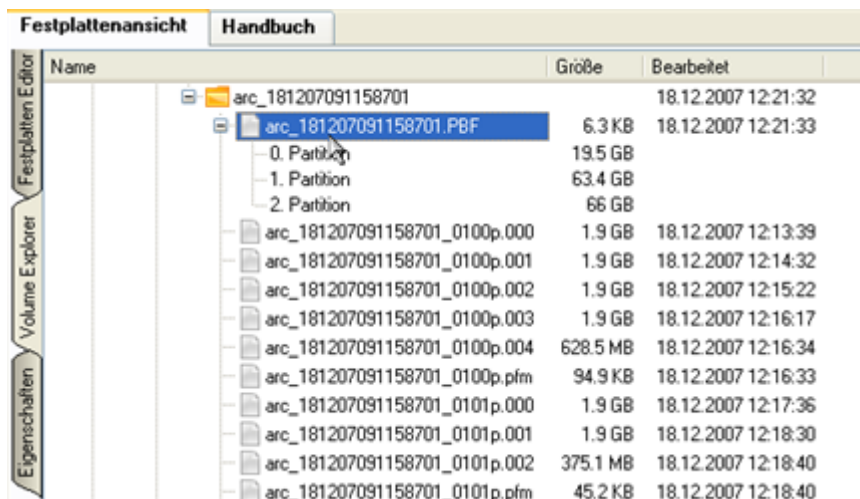 Festplattenansicht Handbuch
Festplatten Editor
Volume Explorer
Eigenschaften
Name Größe Bearbeitet
arc_181207091158701 18.12.2007 12:21:32
arc_181207091158701.PBF 6.3 KB 18.12.2007 12:21:33
0. Partition 19.5 GB
1. Partition 63.4 GB
2. Partition 66 GB
arc_181207091158701_0100p.000 1.9 GB 18.12.2007 12:13:39
arc_181207091158701_0100p.001 1.9 GB 18.12.2007 12:14:32
arc_181207091158701_0100p.002 1.9 GB 18.12.2007 12:15:22
arc_181207091158701_0100p.003 1.9 GB 18.12.2007 12:16:17
arc_181207091158701_0100p.004 628.5 MB 18.12.2007 12:16:34
arc_181207091158701_0100p.pfm 94.9 KB 18.12.2007 12:16:33
arc_181207091158701_0101p.000 1.9 GB 18.12.2007 12:17:36
arc_181207091158701_0101p.001 1.9 GB 18.12.2007 12:18:30
arc_181207091158701_0101p.002 375.1 MB 18.12.2007 12:18:40
arc_181207091158701_0101p.pfm 45.2 KB 18.12.2007 12:18:40